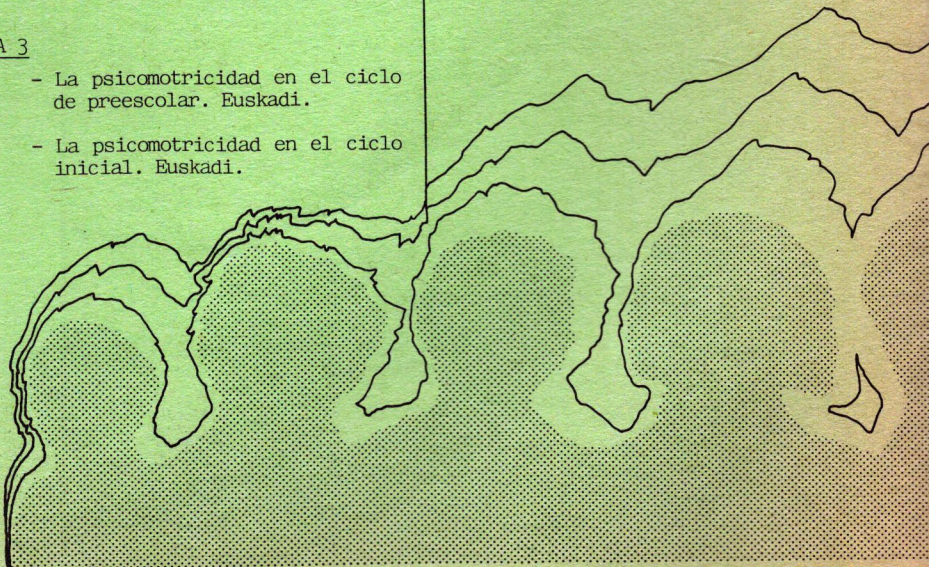 A 3
- La psicomotricidad en el ciclo
de preescolar. Euskadi.
- La psicomotricidad en el ciclo
inicial. Euskadi.